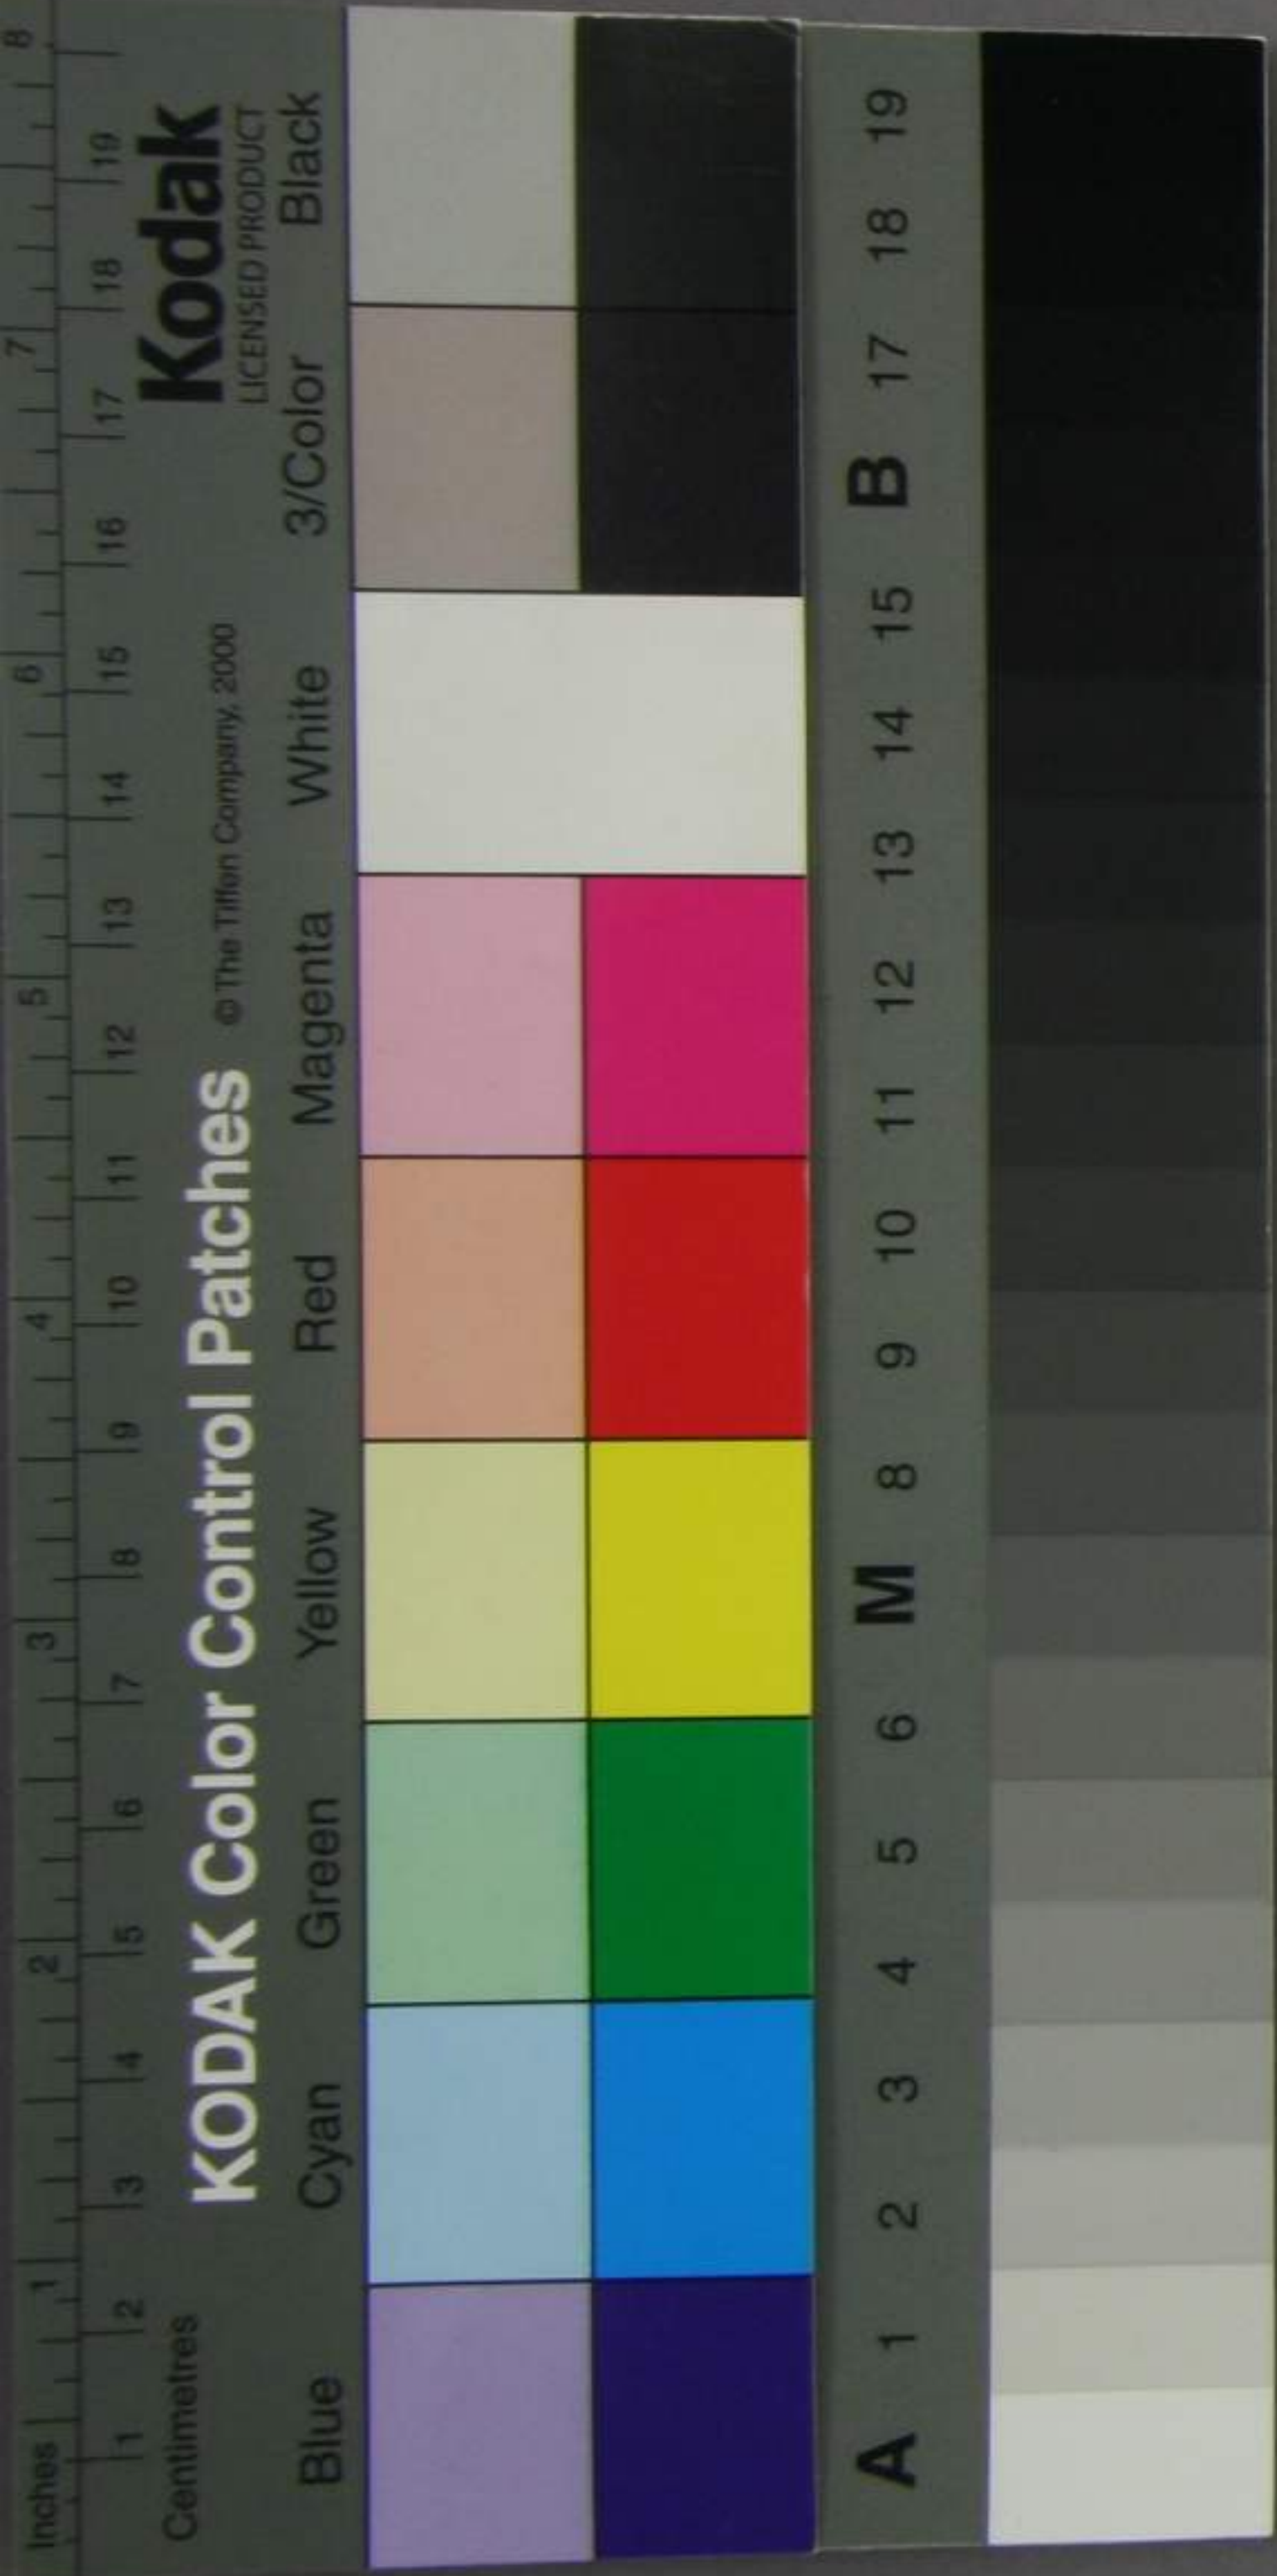 Inches 1 2 3 4 5 6 7 8
Centimetres 1 2 3 4 5 6 7 8 9 10 11 12 13 14 15 16 17 18 19
KODAK Color Control Patches © The Tiffen Company, 2000 Kodak
LICENSED PRODUCT
Blue Cyan Green Yellow Red Magenta White 3/Color Black
A 1 2 3 4 5 6 M 8 9 10 11 12 13 14 15 B 17 18 19